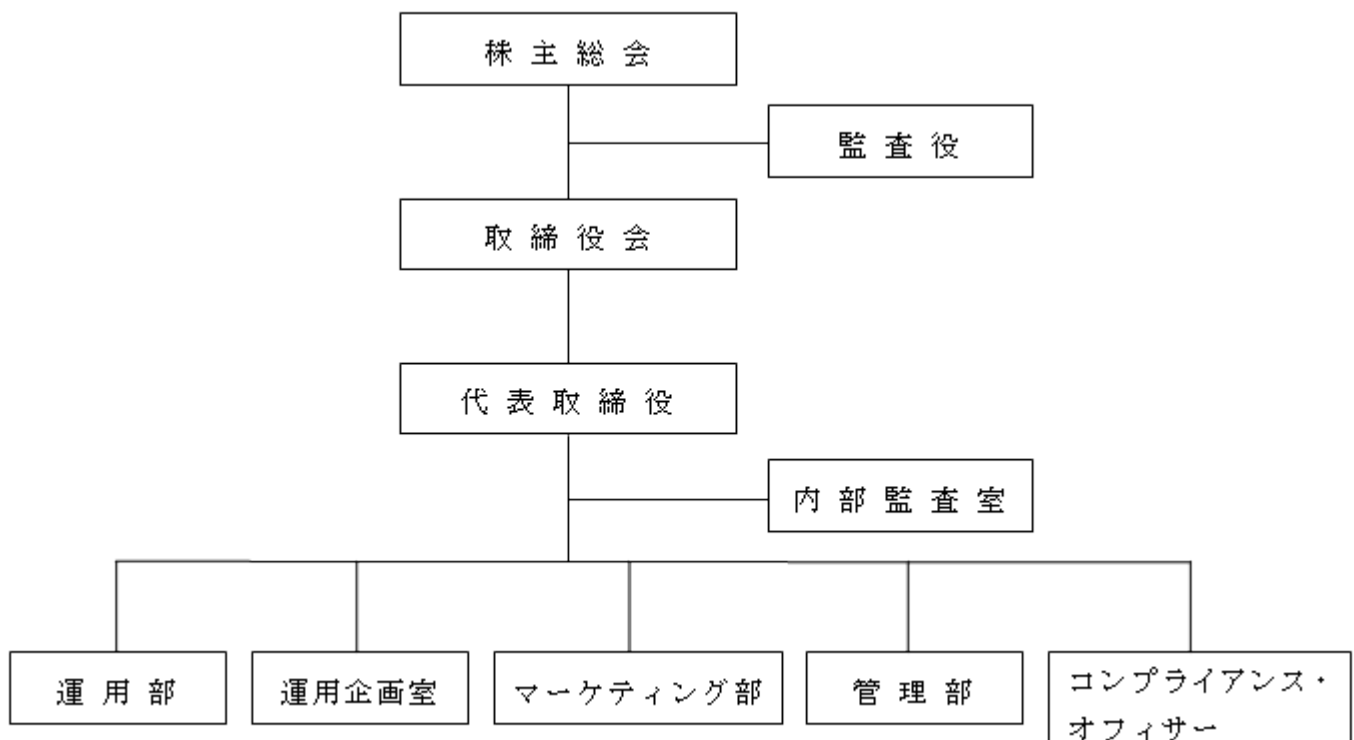 株主総会
監査役
取締役会
代表取締役
内部監査室
運用部
運用企画室
マーケティング部
管理部
コンプライアンス・
オフィサー